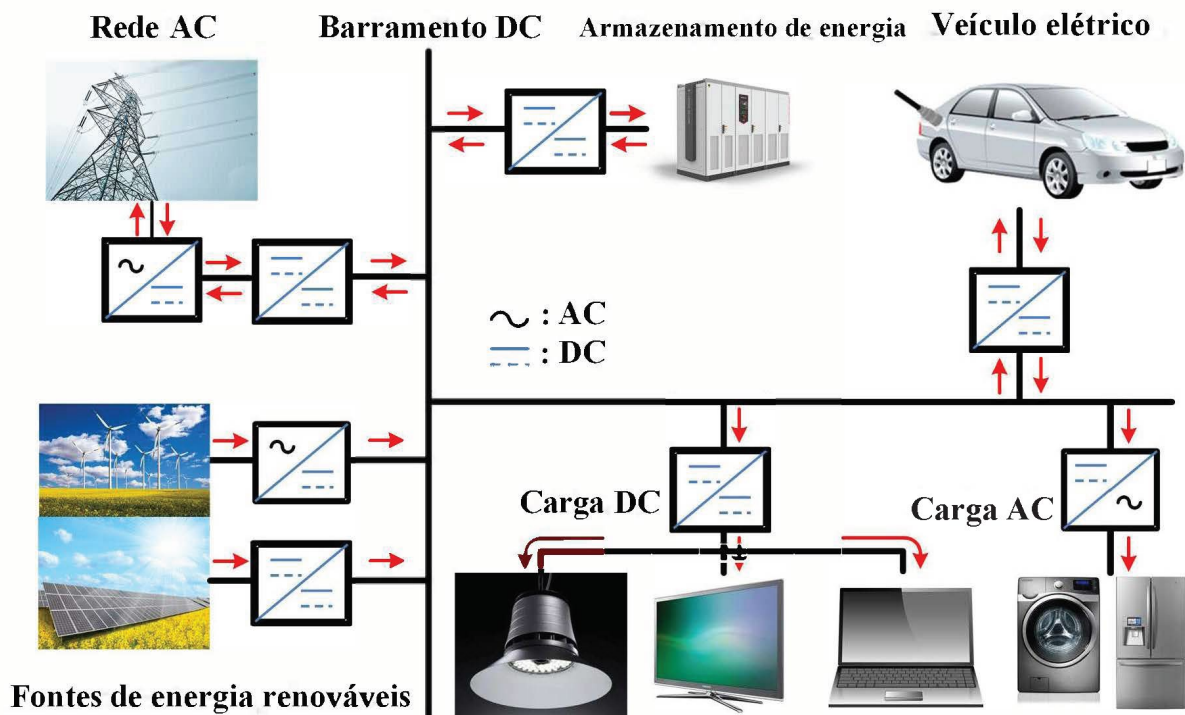 Rede AC
Barramento DC
Armazenamento de energia
Veículo elétrico
: AC
: DC
Carga DC
Carga AC
Fontes de energia renováveis